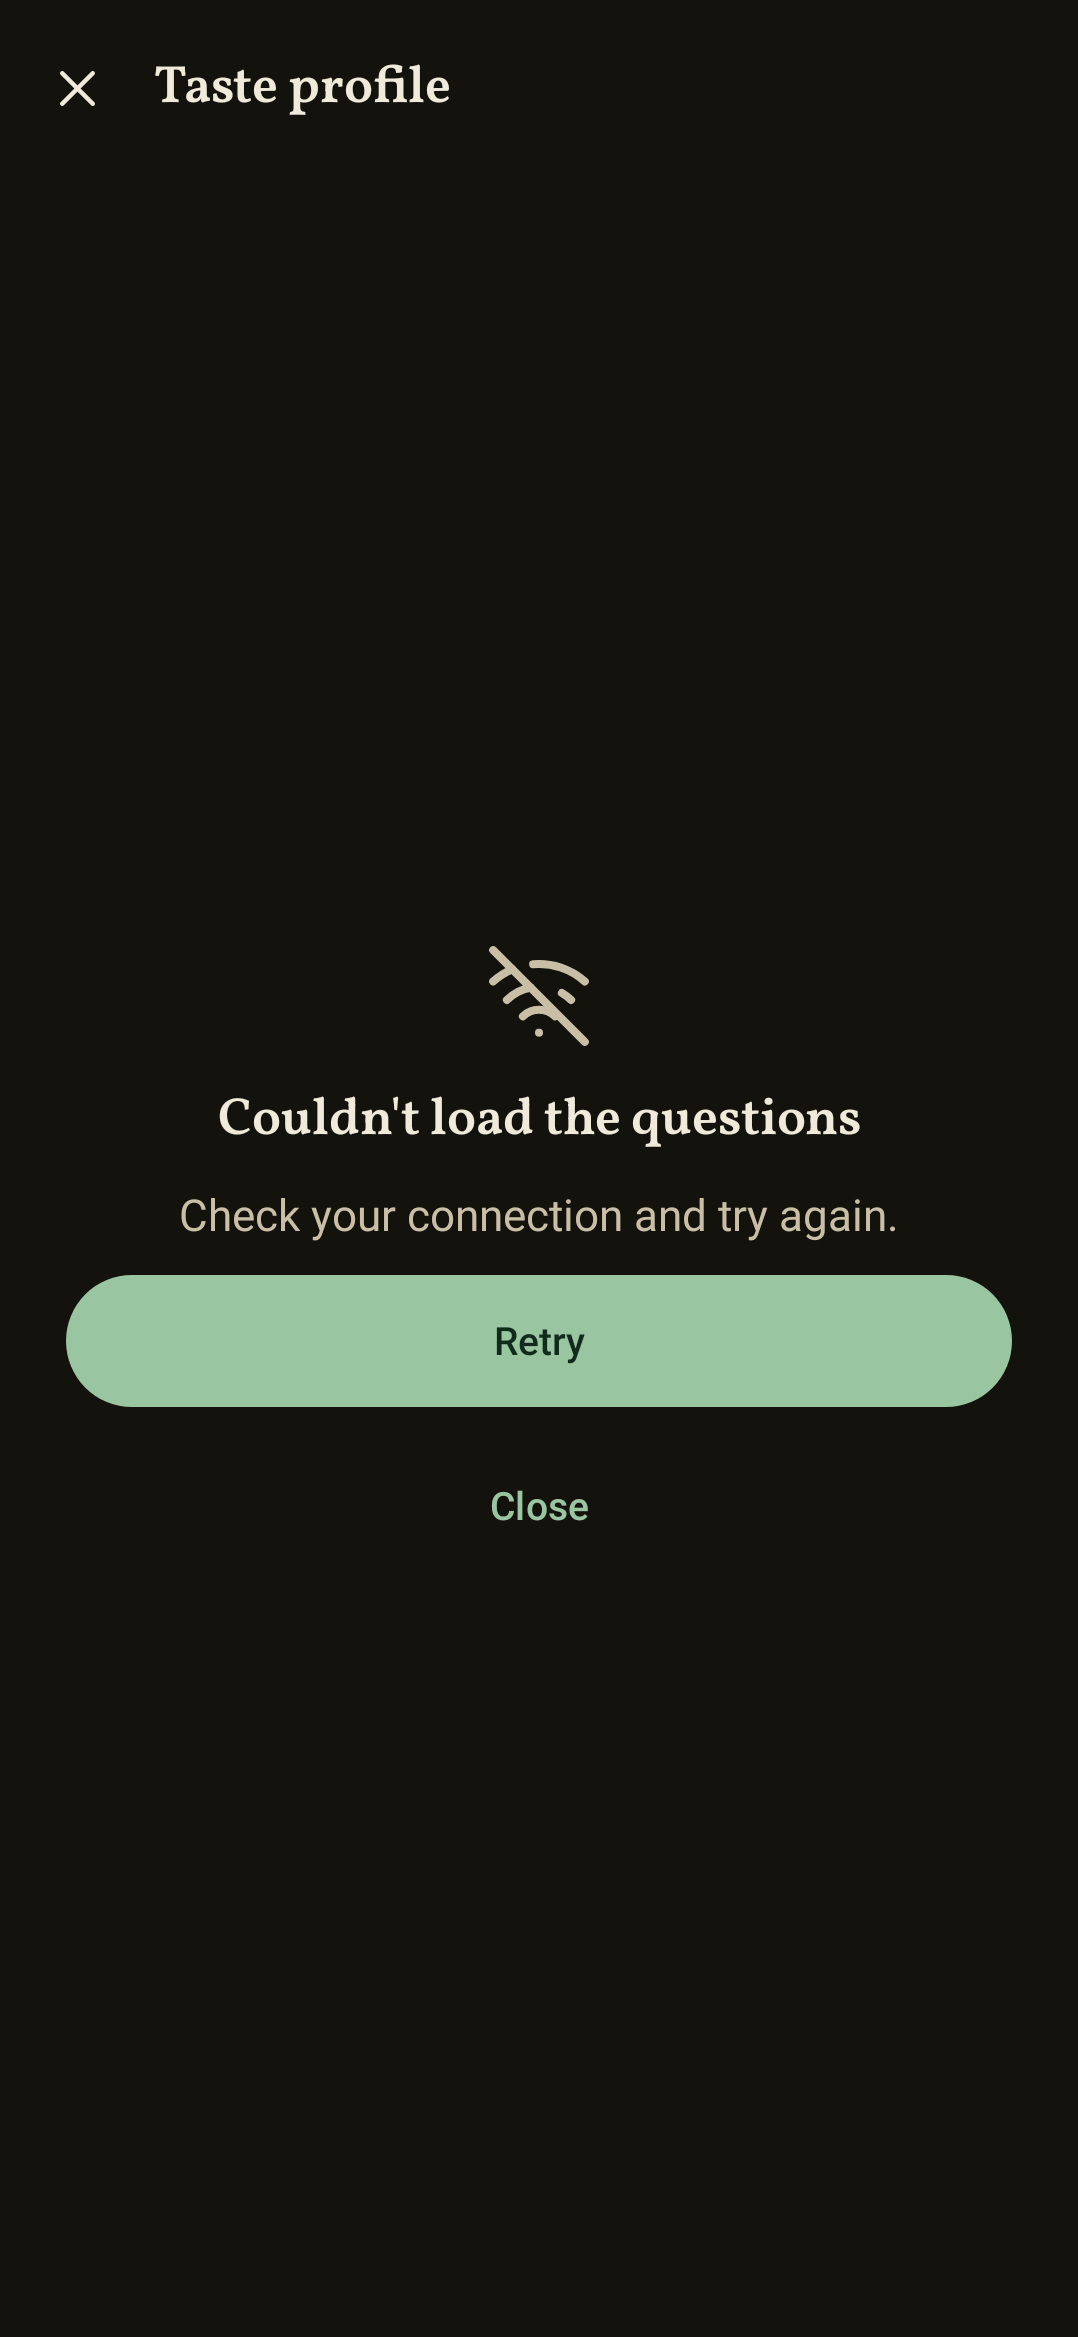 Taste profile
Couldn't load the questions
Check your connection and try again.
Retry
Close